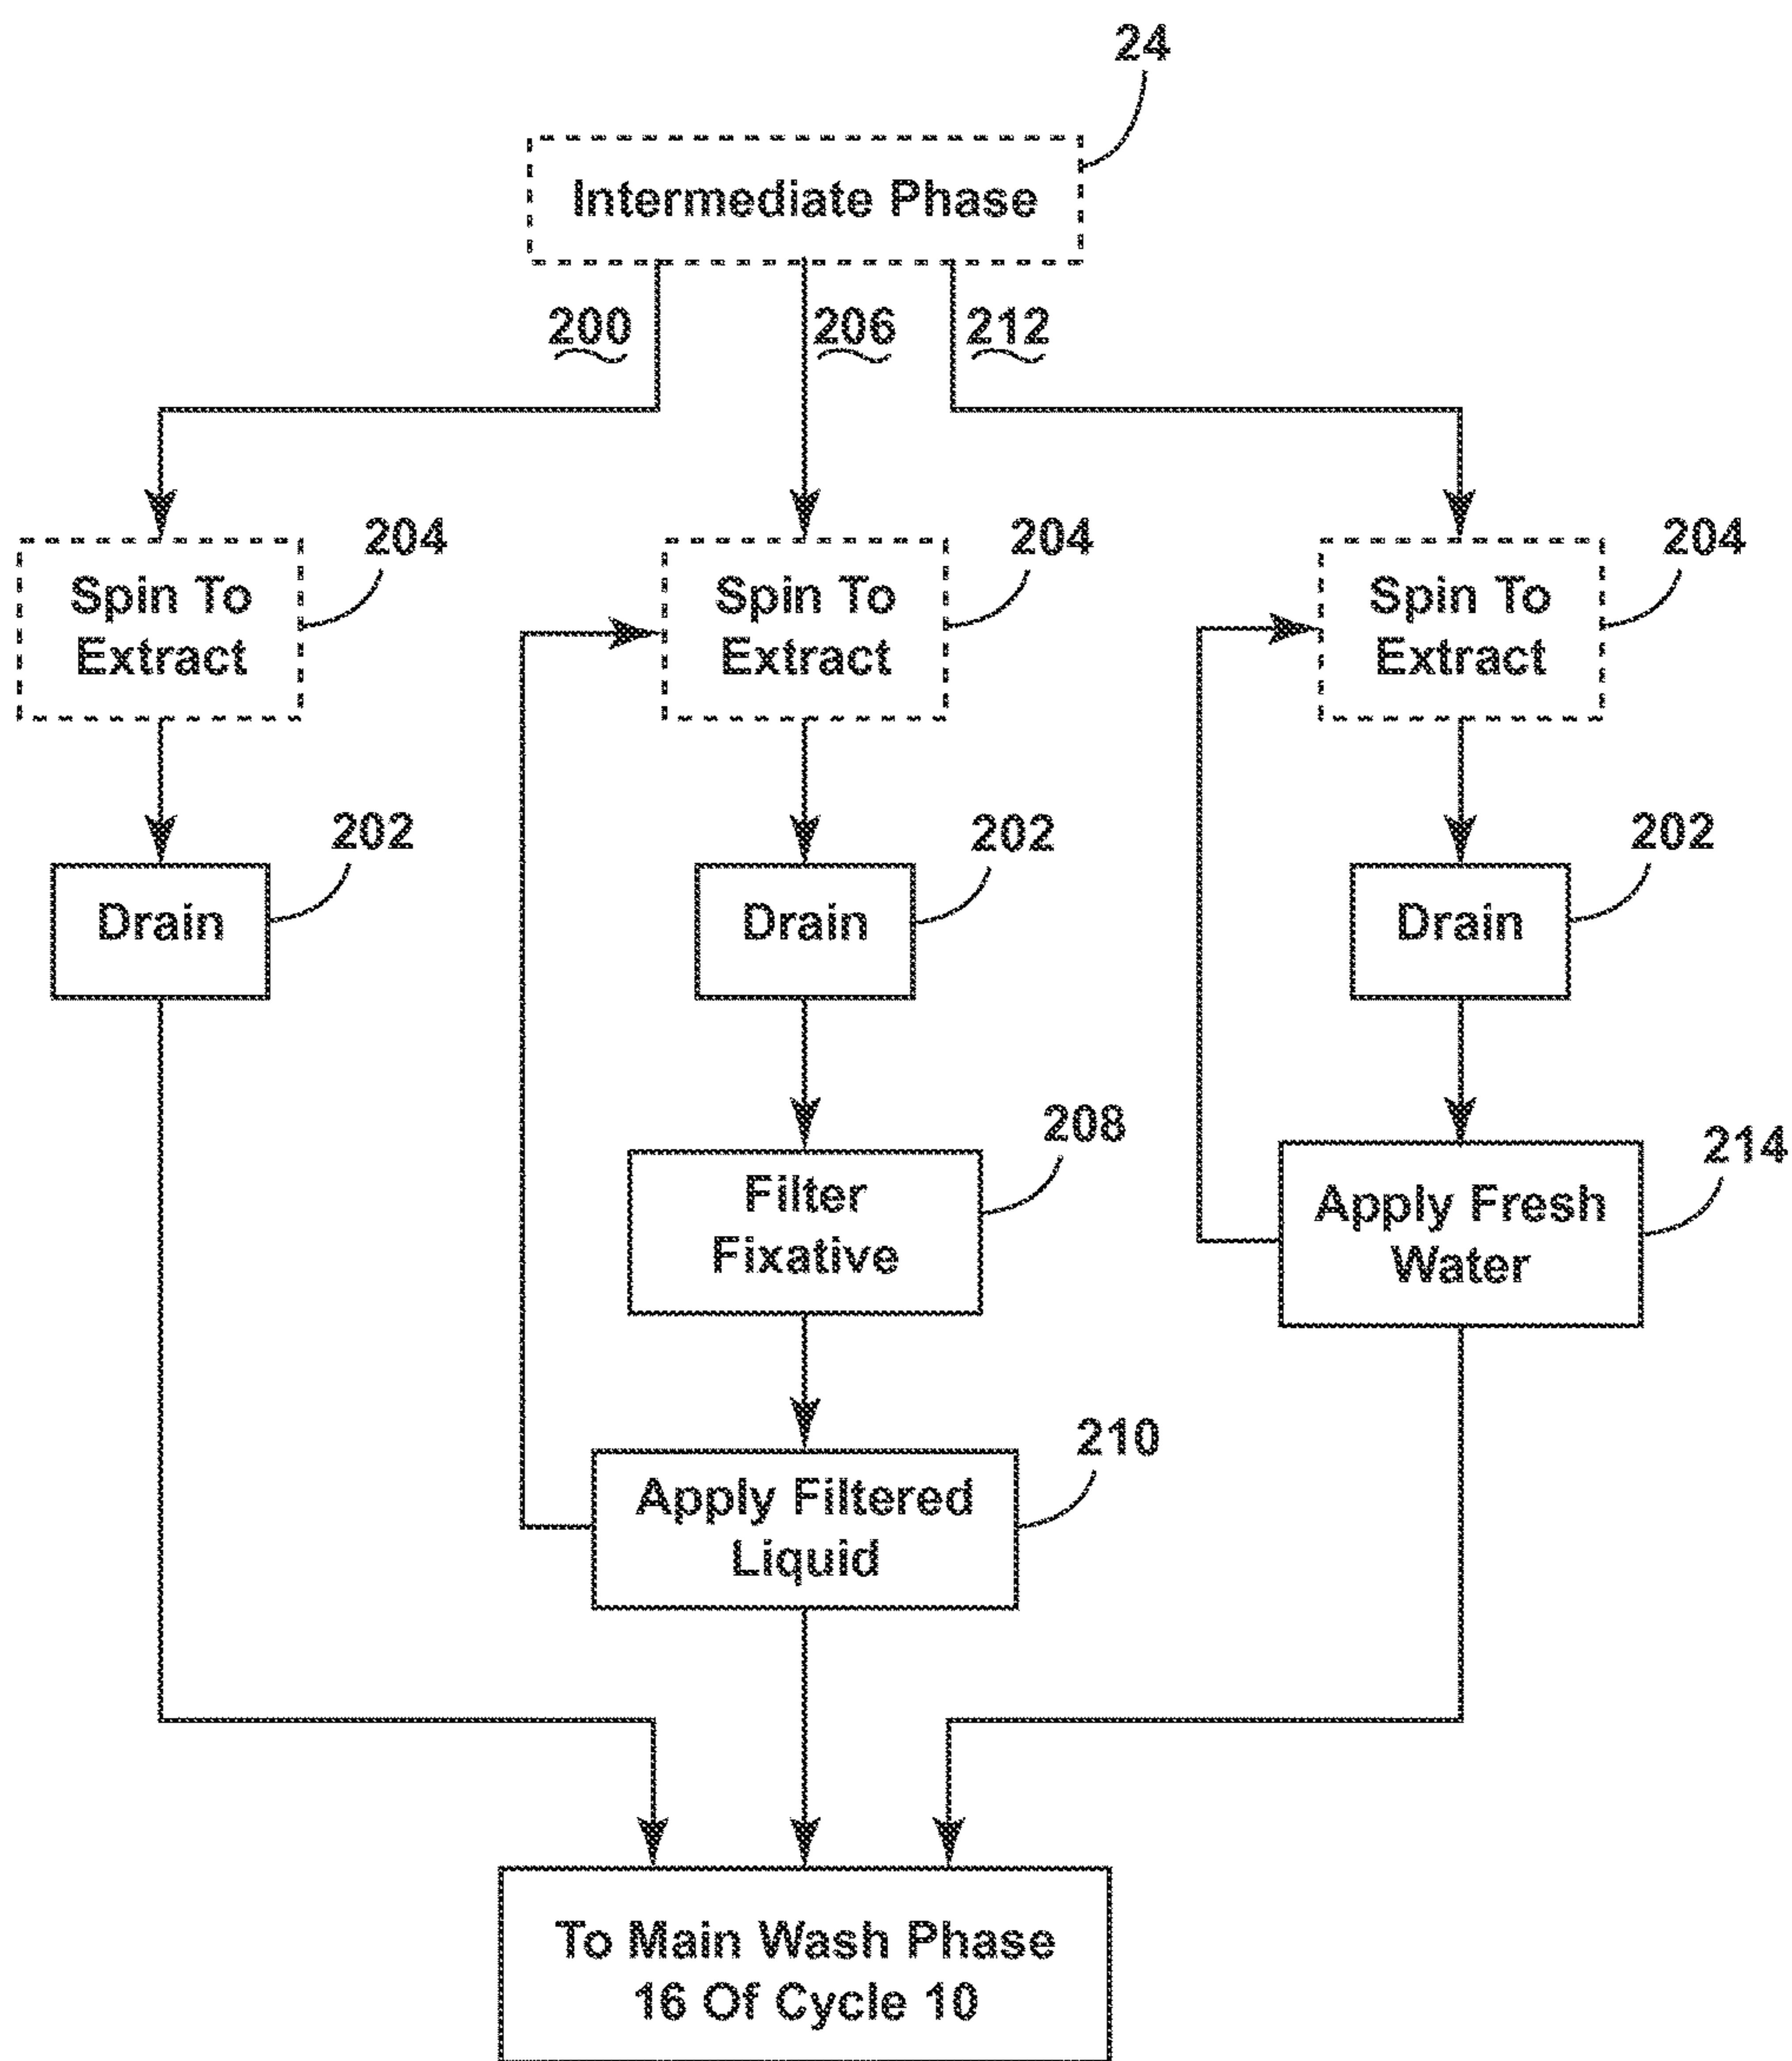 24
Intermediate Phase
200
206
212
Spin To
Extract
204
Spin To
Extract
204
Spin To
Extract
204
Drain
202
Drain
202
Drain
202
Filter
Fixative
208
Apply Fresh
Water
214
Apply Filtered
Liquid
210
To Main Wash Phase
16 Of Cycle 10